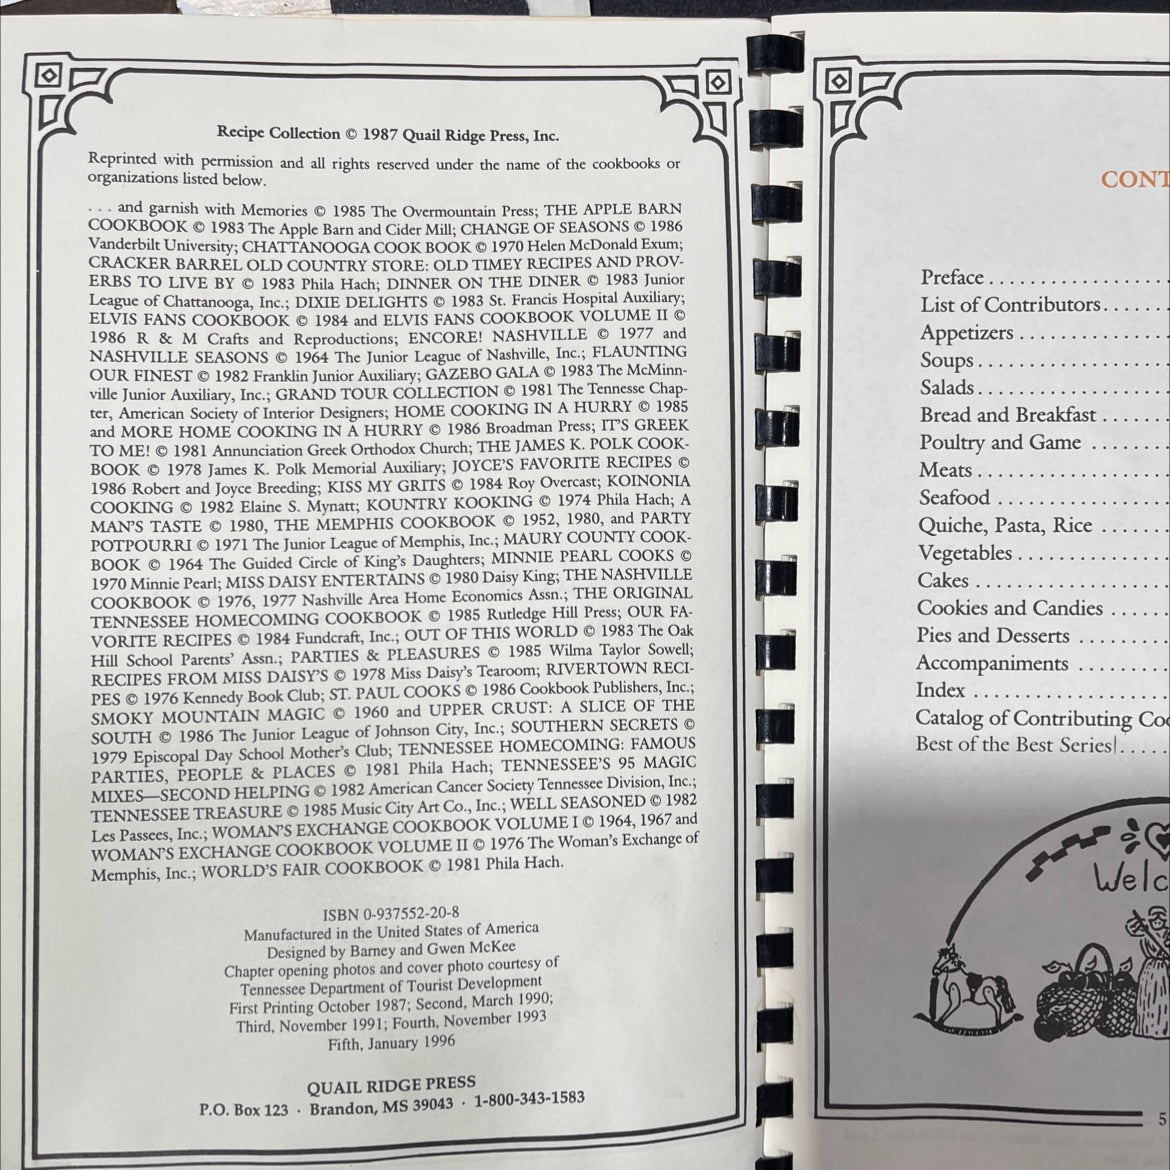 Recipe Collection © 1987 Quail Ridge Press, Inc.
Reprinted with permission and all rights reserved under the name of the cookbooks or
organizations listed below.
. . . and garnish with Memories © 1985 The Overmountain Press; THE APPLE BARN
COOKBOOK © 1983 The Apple Barn and Cider Mill; CHANGE OF SEASONS © 1986
Vanderbilt University; CHATTANOOGA COOK BOOK © 1970 Helen McDonald Exum;
CRACKER BARREL OLD COUNTRY STORE: OLD TIMEY RECIPES AND PROV-
ERBS TO LIVE BY © 1983 Phila Hach; DINNER ON THE DINER © 1983 Junior
League of Chattanooga, Inc.; DIXIE DELIGHTS © 1983 St. Francis Hospital Auxiliary;
ELVIS FANS COOKBOOK © 1984 and ELVIS FANS COOKBOOK VOLUME II ©
1986 R & M Crafts and Reproductions; ENCORE! NASHVILLE © 1977 and
NASHVILLE SEASONS © 1964 The Junior League of Nashville, Inc.; FLAUNTING
OUR FINEST © 1982 Franklin Junior Auxiliary; GAZEBO GALA © 1983 The McMinn-
ville Junior Auxiliary, Inc.; GRAND TOUR COLLECTION © 1981 The Tennesse Chap-
ter, American Society of Interior Designers; HOME COOKING IN A HURRY © 1985
and MORE HOME COOKING IN A HURRY © 1986 Broadman Press; IT'S GREEK
TO ME! © 1981 Annunciation Greek Orthodox Church; THE JAMES K. POLK COOK-
BOOK © 1978 James K. Polk Memorial Auxiliary; JOYCE'S FAVORITE RECIPES ©
1986 Robert and Joyce Breeding; KISS MY GRITS © 1984 Roy Overcast; KOINONIA
COOKING © 1982 Elaine S. Mynatt; KOUNTRY KOOKING © 1974 Phila Hach; A
MAN'S TASTE © 1980, THE MEMPHIS COOKBOOK © 1952, 1980, and PARTY
POTPOURRI © 1971 The Junior League of Memphis, Inc.; MAURY COUNTY COOK-
BOOK © 1964 The Guided Circle of King's Daughters; MINNIE PEARL COOKS ©
1970 Minnie Pearl; MISS DAISY ENTERTAINS © 1980 Daisy King; THE NASHVILLE
COOKBOOK © 1976, 1977 Nashville Area Home Economics Assn.; THE ORIGINAL
TENNESSEE HOMECOMING COOKBOOK © 1985 Rutledge Hill Press; OUR FA-
VORITE RECIPES © 1984 Fundcraft, Inc.; OUT OF THIS WORLD © 1983 The Oak
Hill School Parents' Assn.; PARTIES & PLEASURES © 1985 Wilma Taylor Sowell;
RECIPES FROM MISS DAISY'S © 1978 Miss Daisy's Tearoom; RIVERTOWN RECI-
PES © 1976 Kennedy Book Club; ST. PAUL COOKS © 1986 Cookbook Publishers, Inc.;
SMOKY MOUNTAIN MAGIC © 1960 and UPPER CRUST: A SLICE OF THE
SOUTH © 1986 The Junior League of Johnson City, Inc.; SOUTHERN SECRETS ©
1979 Episcopal Day School Mother's Club; TENNESSEE HOMECOMING: FAMOUS
PARTIES, PEOPLE & PLACES © 1981 Phila Hach; TENNESSEE'S 95 MAGIC
MIXES—SECOND HELPING © 1982 American Cancer Society Tennessee Division, Inc.;
TENNESSEE TREASURE © 1985 Music City Art Co., Inc.; WELL SEASONED © 1982
Les Passees, Inc.; WOMAN'S EXCHANGE COOKBOOK VOLUME I © 1964, 1967 and
WOMAN'S EXCHANGE COOKBOOK VOLUME II © 1976 The Woman's Exchange of
Memphis, Inc.; WORLD'S FAIR COOKBOOK © 1981 Phila Hach.
ISBN 0-937552-20-8
Manufactured in the United States of America
Designed by Barney and Gwen McKee
Chapter opening photos and cover photo courtesy of
Tennessee Department of Tourist Development
First Printing October 1987; Second, March 1990;
Third, November 1991; Fourth, November 1993
Fifth, January 1996
QUAIL RIDGE PRESS
P.O. Box 123 · Brandon, MS 39043 · 1-800-343-1583
CONT
Preface . . . . . . . . . . . . . .
List of Contributors . . . . .
Appetizers . . . . . . . . . . . .
Soups . . . . . . . . . . . . . . .
Salads . . . . . . . . . . . . . . .
Bread and Breakfast . . . . .
Poultry and Game . . . . . .
Meats . . . . . . . . . . . . . . .
Seafood . . . . . . . . . . . . . .
Quiche, Pasta, Rice . . . . .
Vegetables . . . . . . . . . . . .
Cakes . . . . . . . . . . . . . . .
Cookies and Candies . . . .
Pies and Desserts . . . . . . .
Accompaniments . . . . . . .
Index . . . . . . . . . . . . . . .
Catalog of Contributing Coo
Best of the Best Series . . . .
Welc
5